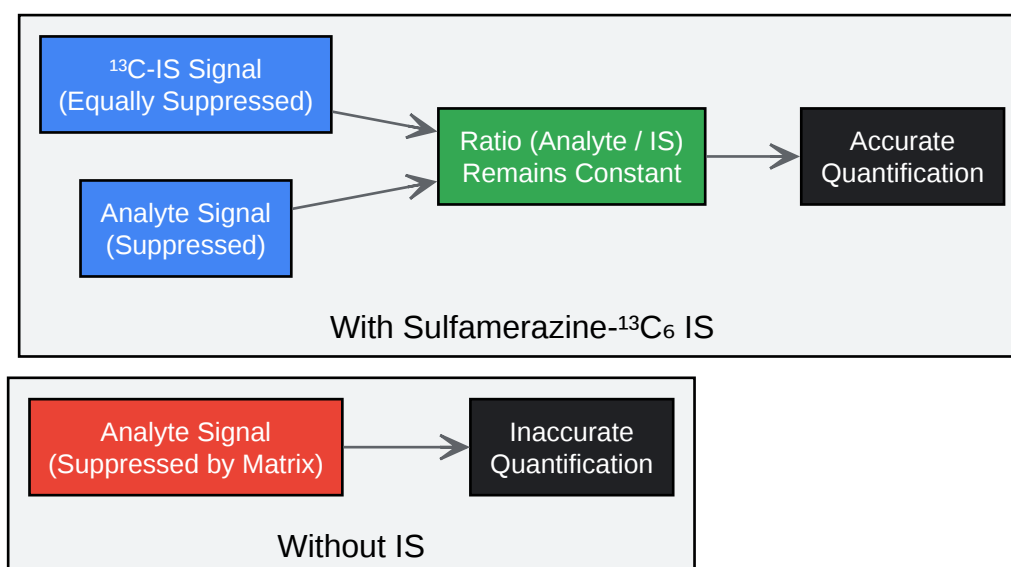 ¹³C-IS Signal
(Equally Suppressed)
Analyte Signal
(Suppressed)
Ratio (Analyte / IS)
Remains Constant
Accurate
Quantification
With Sulfamerazine-¹³C₆ IS
Analyte Signal
(Suppressed by Matrix)
Inaccurate
Quantification
Without IS